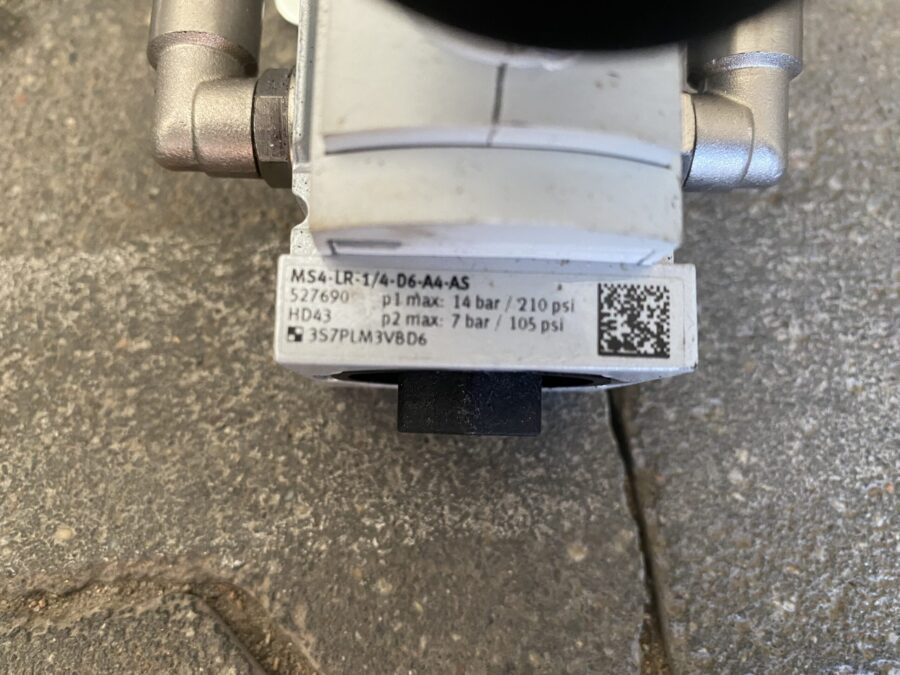 MS4-LR-1/4-D6-A4-AS
527690 p1 max: 14 bar / 210 psi
HD43 p2 max: 7 bar / 105 psi
3S7PLM3VBD6